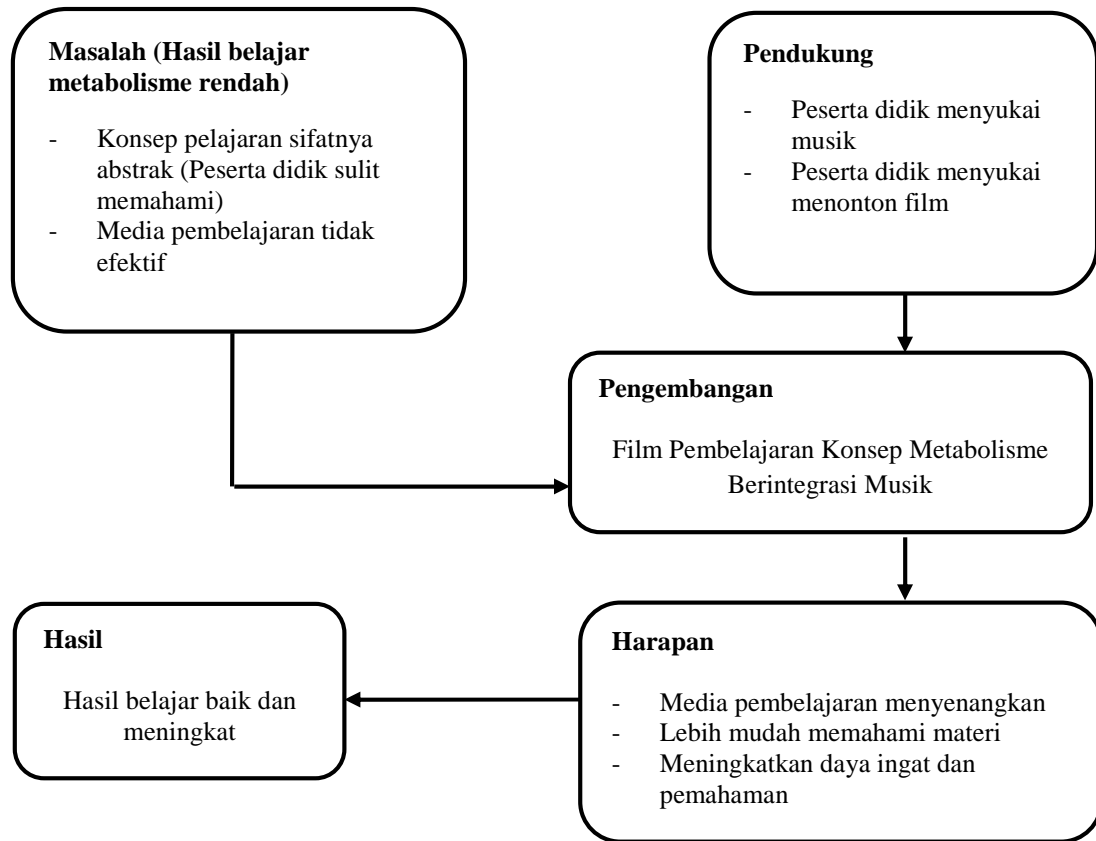 Masalah (Hasil belajar
metabolisme rendah)
- Konsep pelajaran sifatnya
abstrak (Peserta didik sulit
memahami)
- Media pembelajaran tidak
efektif
Pendukung
- Peserta didik menyukai
musik
- Peserta didik menyukai
menonton film
Pengembangan
Film Pembelajaran Konsep Metabolisme
Berintegrasi Musik
Hasil
Hasil belajar baik dan
meningkat
Harapan
- Media pembelajaran menyenangkan
- Lebih mudah memahami materi
- Meningkatkan daya ingat dan
pemahaman